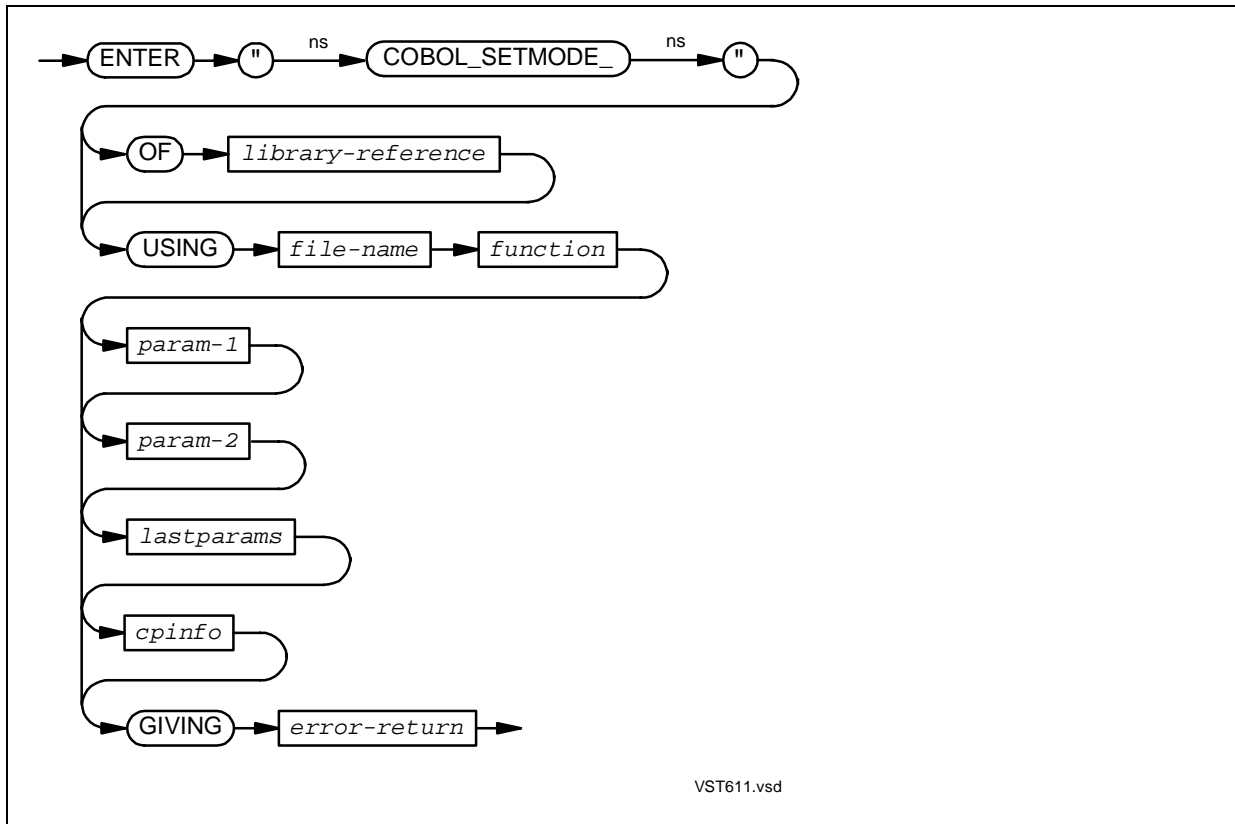 ENTER " ns COBOL_SETMODE_ ns "
OF library-reference
USING file-name function
param-1
param-2
lastparams
cpinfo
GIVING error-return
VST611.vsd